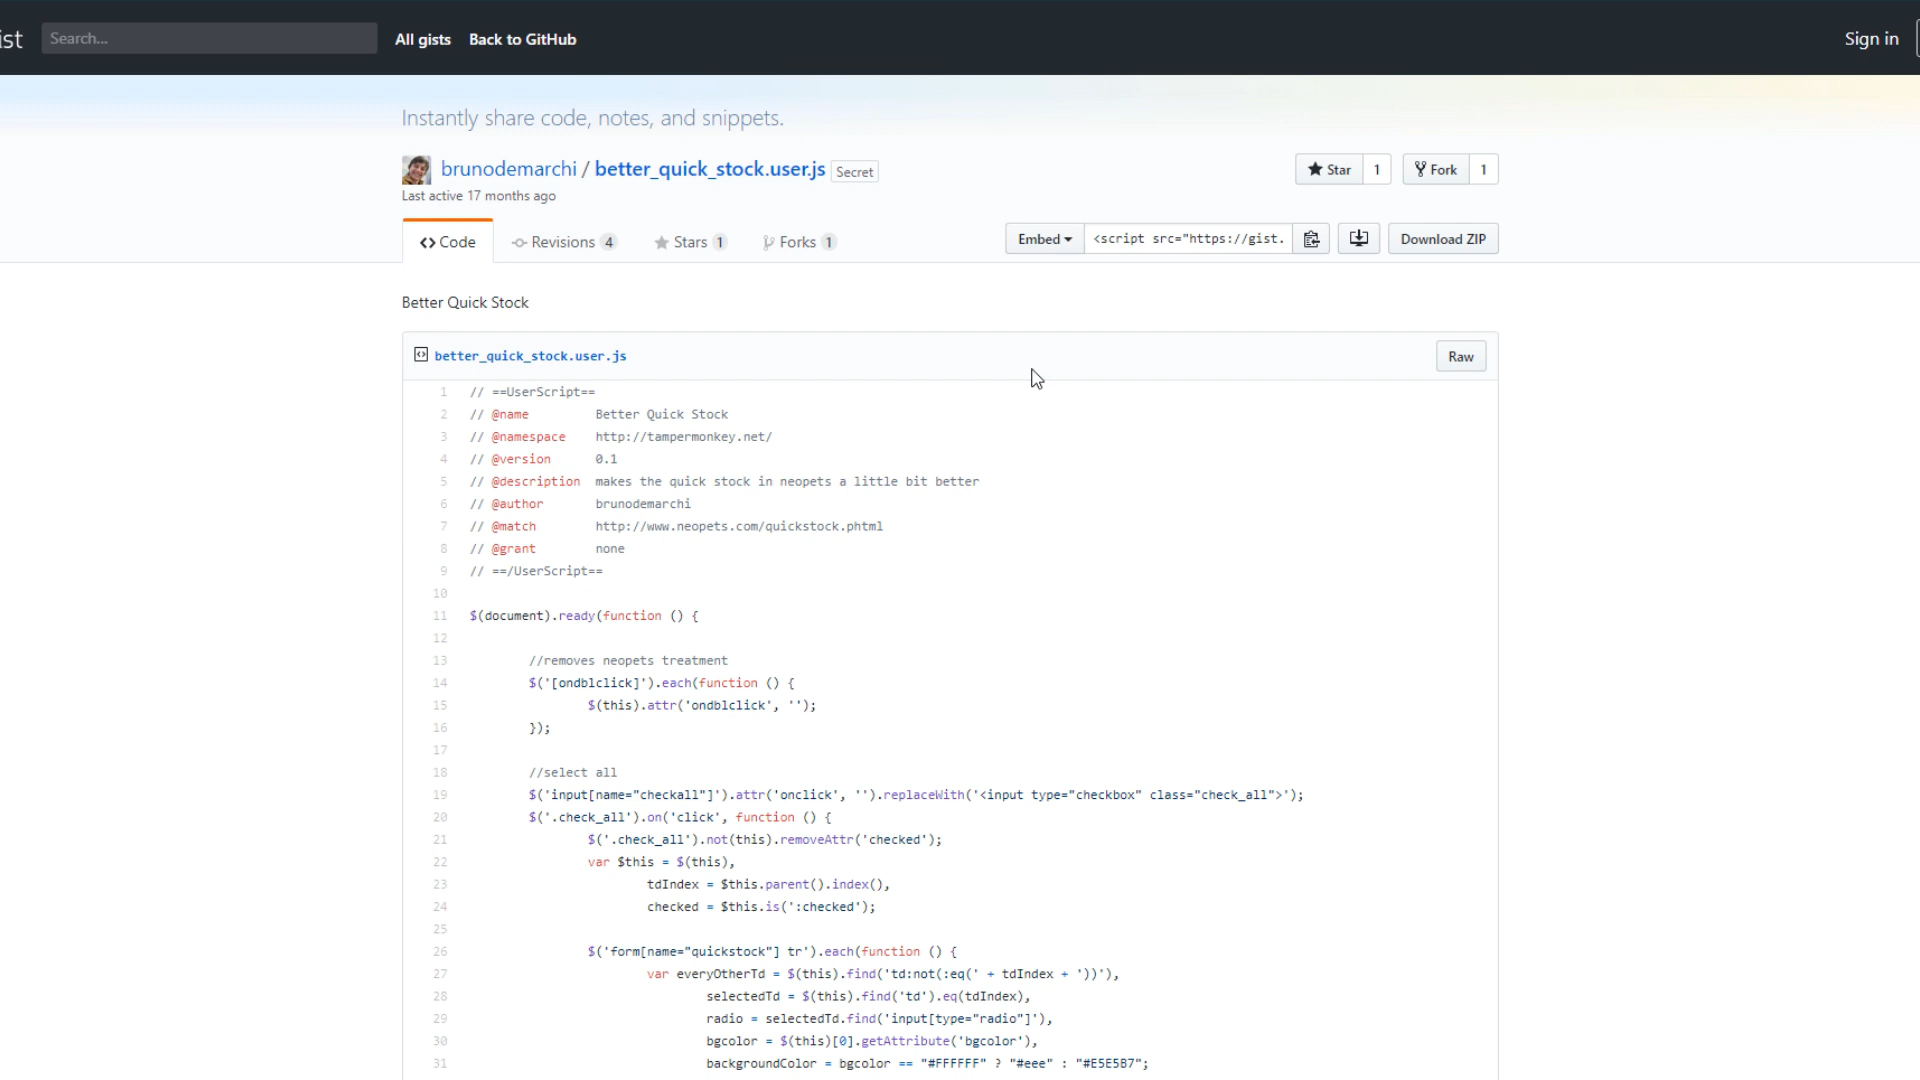 ist Search... All gists Back to GitHub Sign in
Instantly share code, notes, and snippets.
brunodemarchi / better_quick_stock.user.js Secret
Star 1 Fork 1
Last active 17 months ago
Code Revisions 4 Stars 1 Forks 1 Embed <script src="https://gist. Download ZIP
Better Quick Stock
better_quick_stock.user.js Raw
1 // ==UserScript==
2 // @name Better Quick Stock
3 // @namespace http://tampermonkey.net/
4 // @version 0.1
5 // @description makes the quick stock in neopets a little bit better
6 // @author brunodemarchi
7 // @match http://www.neopets.com/quickstock.phtml
8 // @grant none
9 // ==/UserScript==
10
11 $(document).ready(function () {
12
13 //removes neopets treatment
14 $('[ondblclick]').each(function () {
15 $(this).attr('ondblclick', '');
16 });
17
18 //select all
19 $('input[name="checkall"]').attr('onclick', '').replaceWith('<input type="checkbox" class="check_all">');
20 $('.check_all').on('click', function () {
21 $('.check_all').not(this).removeAttr('checked');
22 var $this = $(this),
23 tdIndex = $this.parent().index(),
24 checked = $this.is(':checked');
25
26 $('form[name="quickstock"] tr').each(function () {
27 var everyOtherTd = $(this).find('td:not(:eq(' + tdIndex + '))'),
28 selectedTd = $(this).find('td').eq(tdIndex),
29 radio = selectedTd.find('input[type="radio"]'),
30 bgcolor = $(this)[0].getAttribute('bgcolor'),
31 backgroundColor = bgcolor == "#FFFFFF" ? "#eee" : "#E5E5B7";